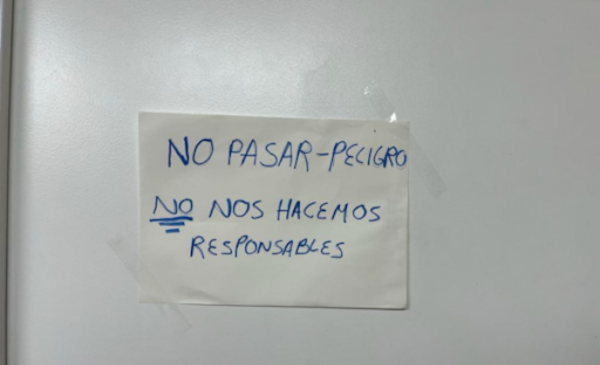 NO PASAR-PELIGRO
NO NOS HACEMOS
RESPONSABLES